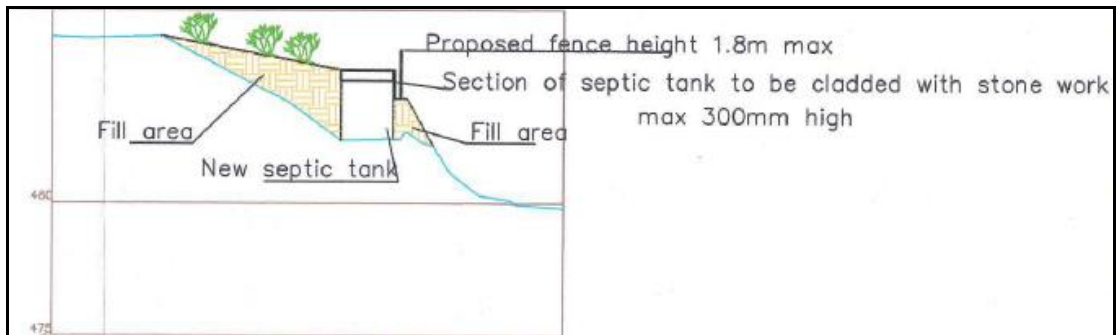 Proposed fence height 1.8m max
Section of septic tank to be cladded with stone work
max 300mm high
Fill area
Fill area
New septic tank
480
475